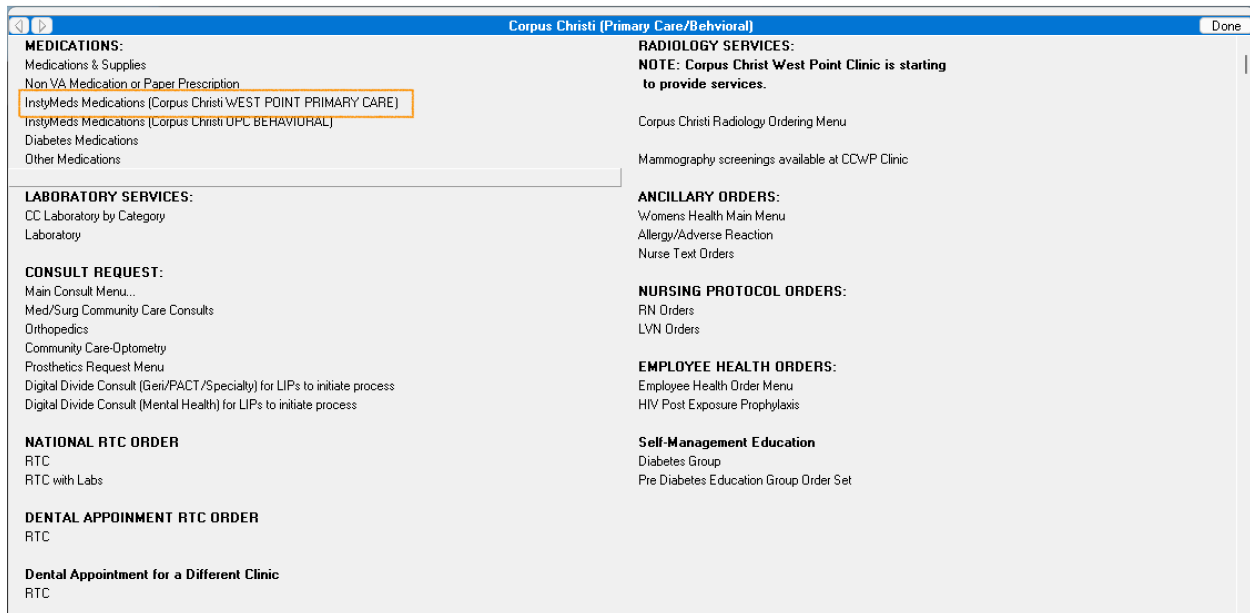 Corpus Christi (Primary Care/Behvioral)
Done
MEDICATIONS:
Medications & Supplies
Non VA Medication or Paper Prescription
InstyMeds Medications (Corpus Christi WEST POINT PRIMARY CARE)
InstyMeds Medications (Corpus Christi OPC BEHAVIORAL)
Diabetes Medications
Other Medications
LABORATORY SERVICES:
CC Laboratory by Category
Laboratory
CONSULT REQUEST:
Main Consult Menu...
Med/Surg Community Care Consults
Orthopedics
Community Care-Optometry
Prosthetics Request Menu
Digital Divide Consult (Geri/PACT/Specialty) for LIPs to initiate process
Digital Divide Consult (Mental Health) for LIPs to initiate process
NATIONAL RTC ORDER
RTC
RTC with Labs
DENTAL APPOINMENT RTC ORDER
RTC
Dental Appointment for a Different Clinic
RTC
RADIOLOGY SERVICES:
NOTE: Corpus Christ West Point Clinic is starting
to provide services.
Corpus Christi Radiology Ordering Menu
Mammography screenings available at CCWP Clinic
ANCILLARY ORDERS:
Womens Health Main Menu
Allergy/Adverse Reaction
Nurse Text Orders
NURSING PROTOCOL ORDERS:
RN Orders
LVN Orders
EMPLOYEE HEALTH ORDERS:
Employee Health Order Menu
HIV Post Exposure Prophylaxis
Self-Management Education
Diabetes Group
Pre Diabetes Education Group Order Set